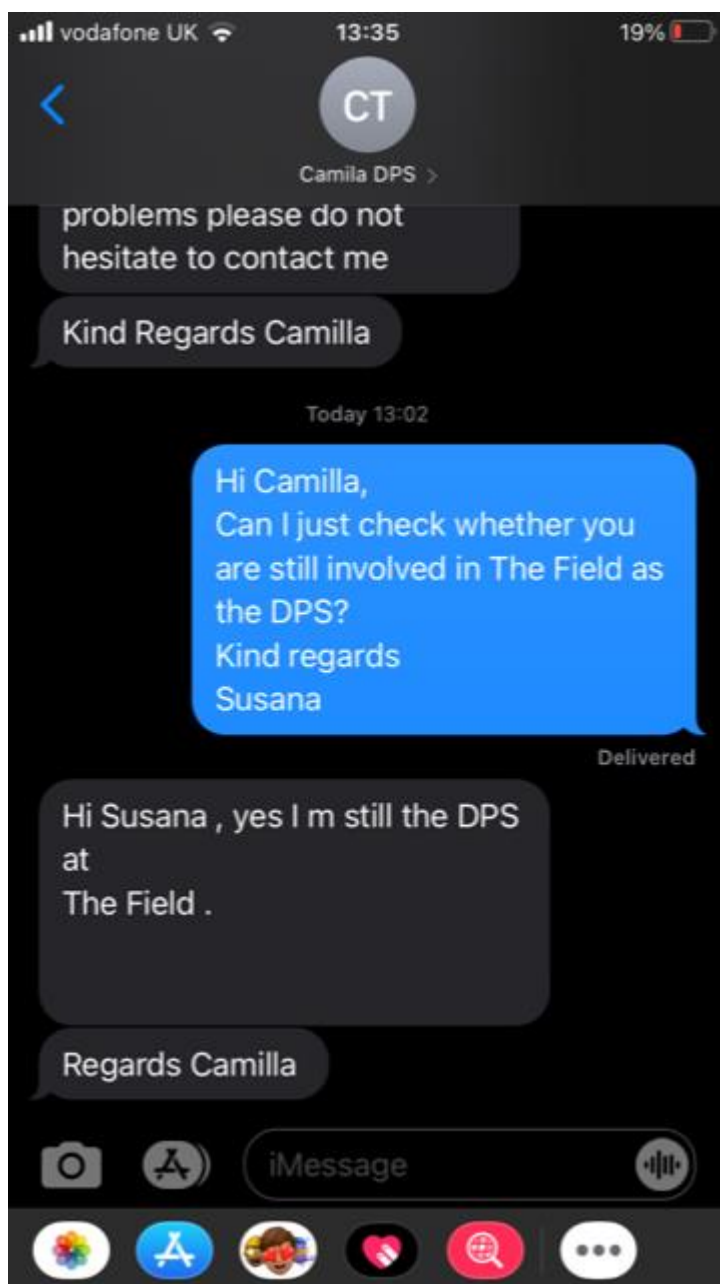 vodafone UK
13:35
19%
CT
Camila DPS >
problems please do not
hesitate to contact me
Kind Regards Camilla
Today 13:02
Hi Camilla,
Can I just check whether you
are still involved in The Field as
the DPS?
Kind regards
Susana
Delivered
Hi Susana , yes I m still the DPS
at
The Field .
Regards Camilla
iMessage